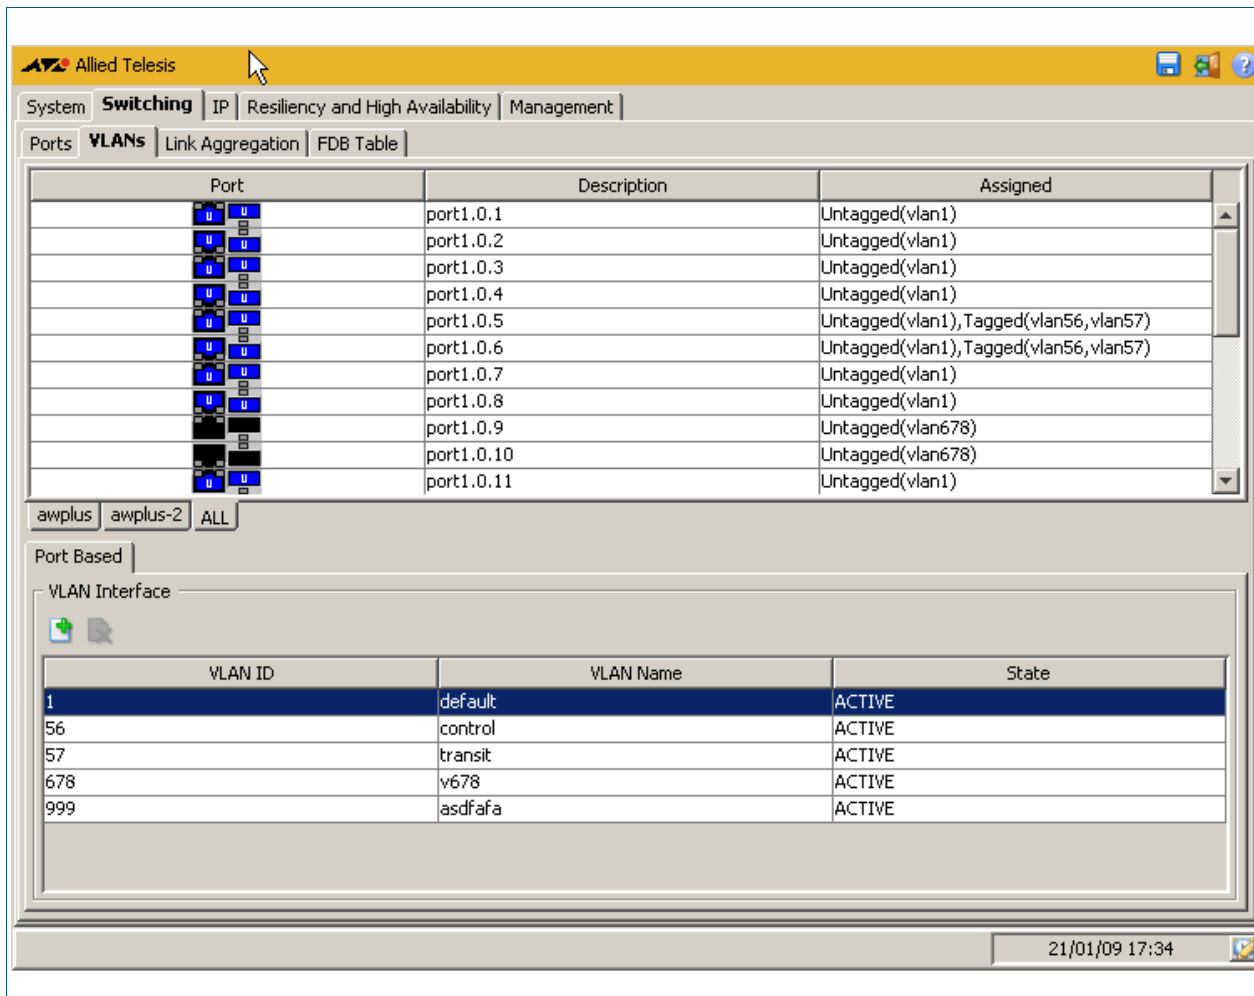 Allied Telesis
System Switching IP Resiliency and High Availability Management
Ports VLANs Link Aggregation FDB Table
Port Description Assigned
U U port1.0.1 Untagged(vlan1)
U U port1.0.2 Untagged(vlan1)
U U port1.0.3 Untagged(vlan1)
U U port1.0.4 Untagged(vlan1)
U U port1.0.5 Untagged(vlan1),Tagged(vlan56,vlan57)
U U port1.0.6 Untagged(vlan1),Tagged(vlan56,vlan57)
U U port1.0.7 Untagged(vlan1)
U U port1.0.8 Untagged(vlan1)
port1.0.9 Untagged(vlan678)
port1.0.10 Untagged(vlan678)
U U port1.0.11 Untagged(vlan1)
awplus awplus-2 ALL
Port Based
VLAN Interface
VLAN ID VLAN Name State
1 default ACTIVE
56 control ACTIVE
57 transit ACTIVE
678 v678 ACTIVE
999 asdfafa ACTIVE
21/01/09 17:34